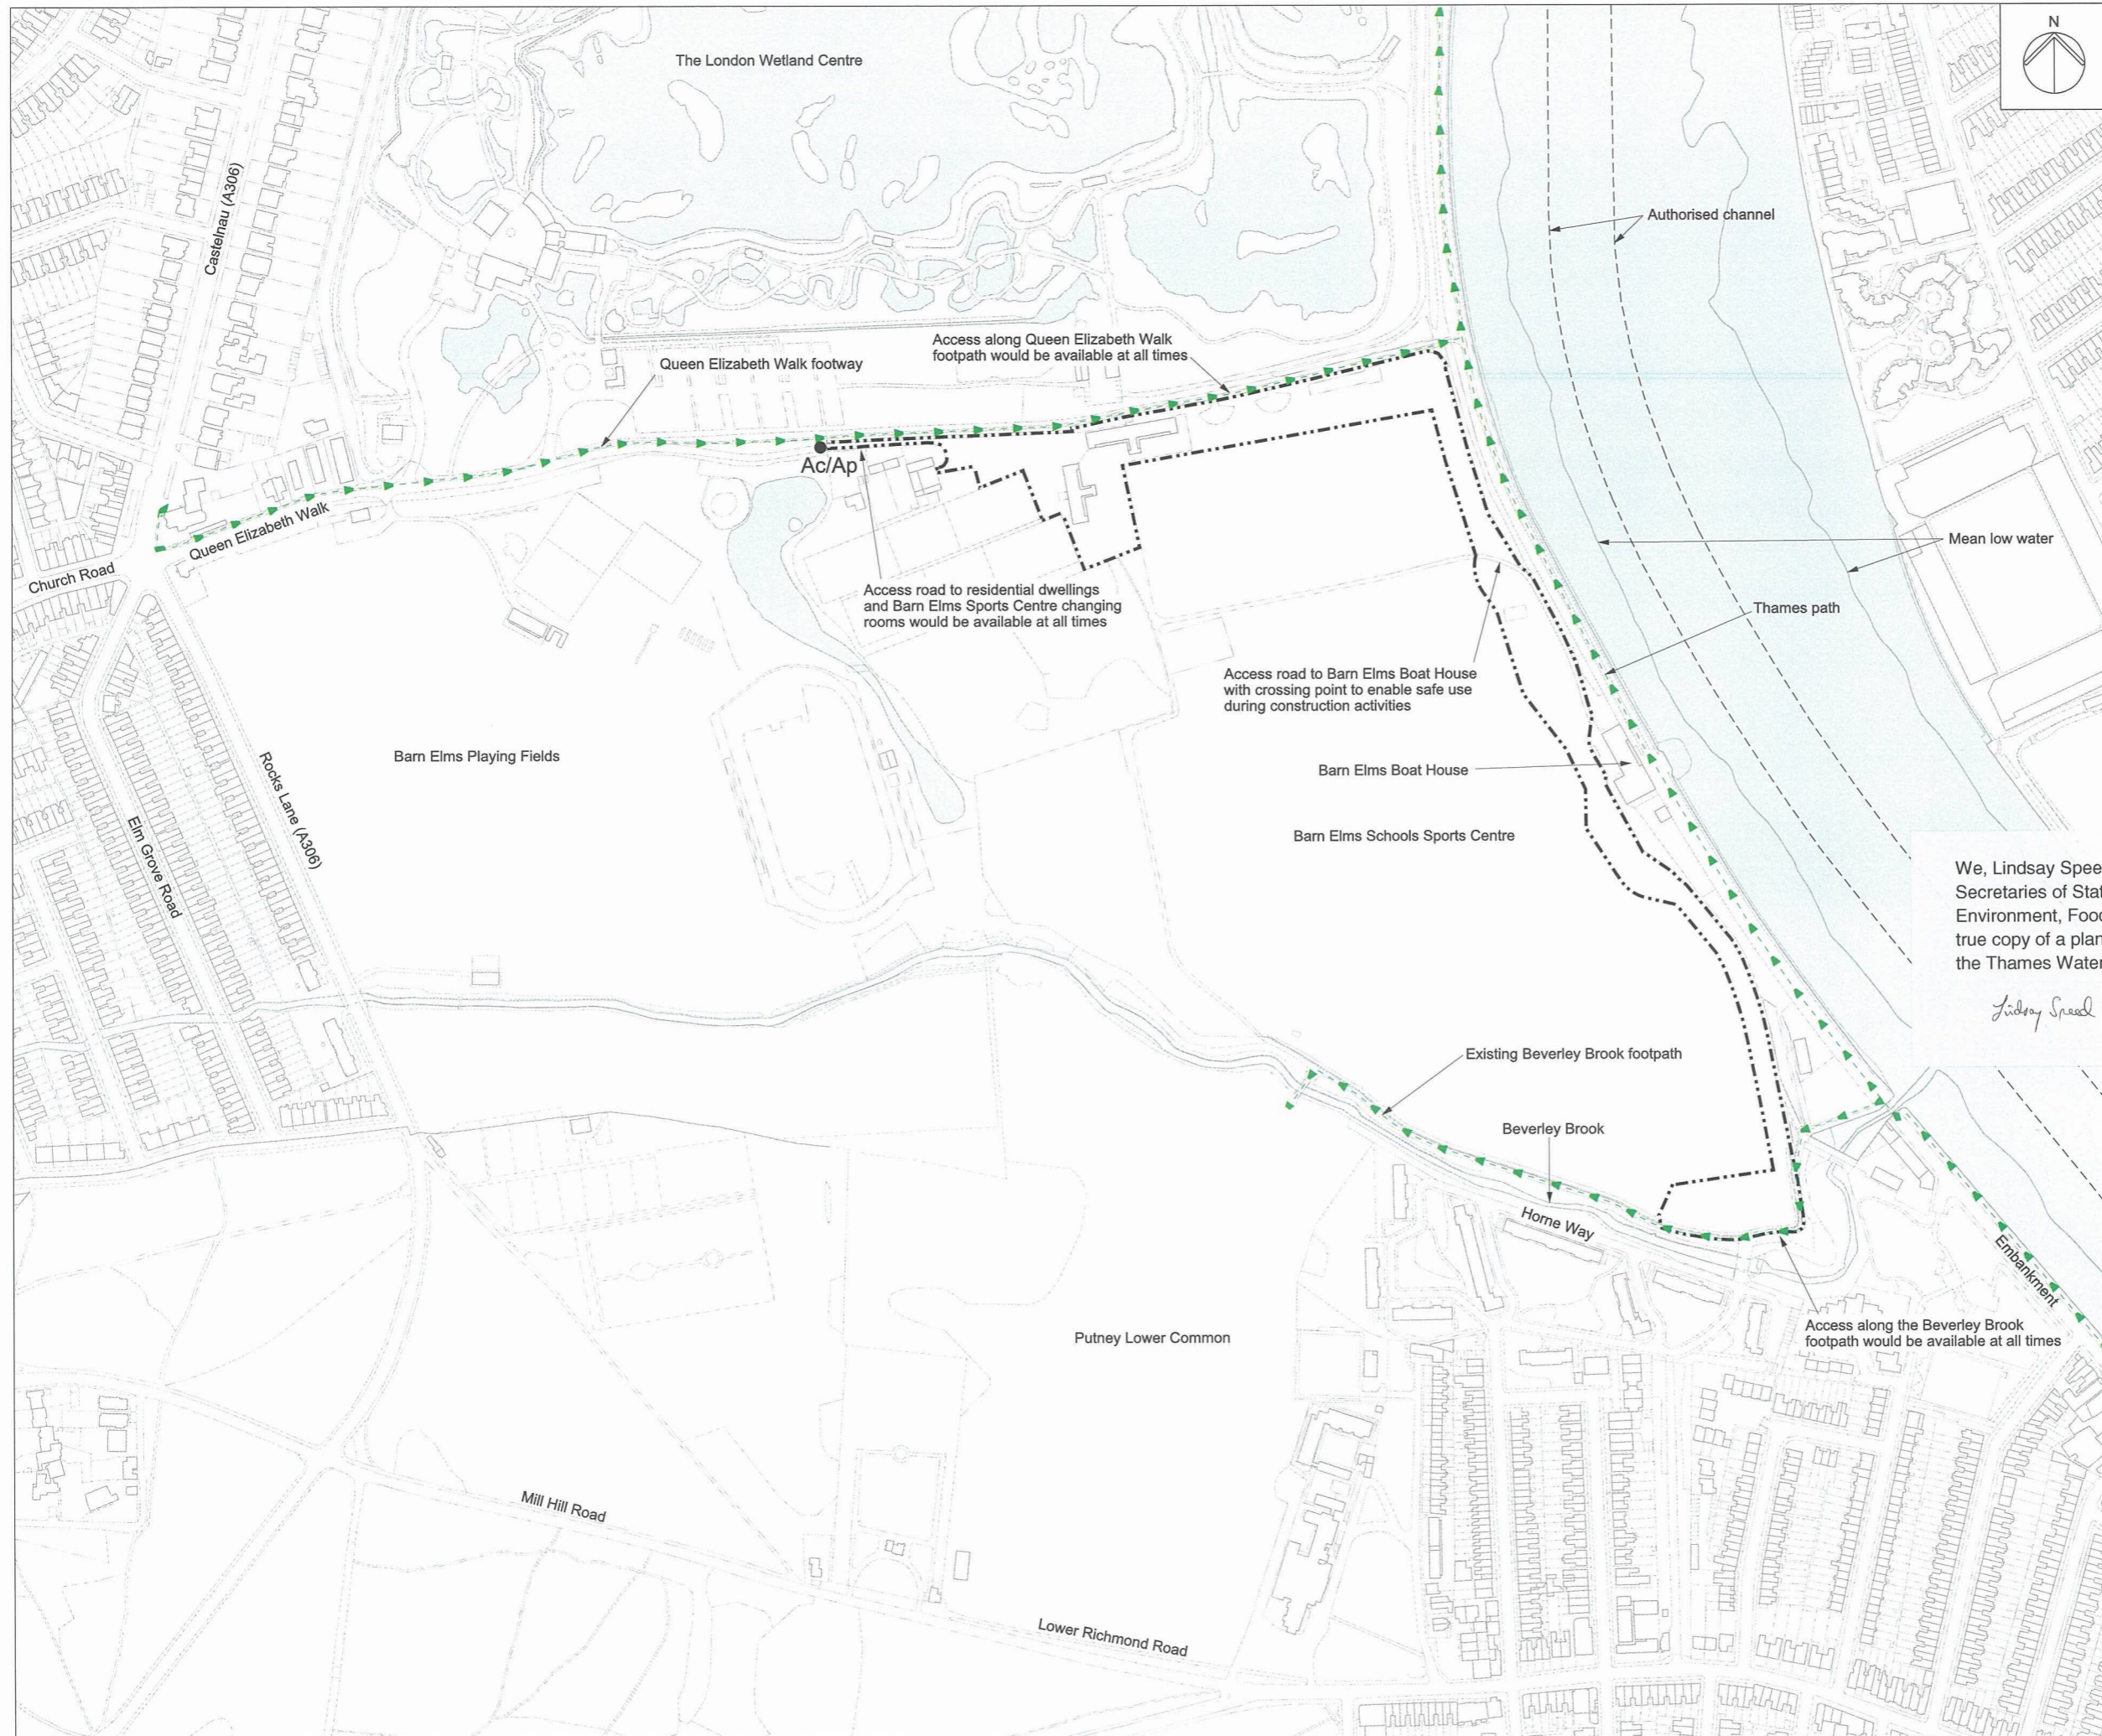 N
The London Wetland Centre
Castelnau (A306)
Authorised channel
Access along Queen Elizabeth Walk
footpath would be available at all times
Queen Elizabeth Walk footway
Ac/Ap
Queen Elizabeth Walk
Mean low water
Church Road
Access road to residential dwellings
and Barn Elms Sports Centre changing
rooms would be available at all times
Thames path
Access road to Barn Elms Boat House
with crossing point to enable safe use
during construction activities
Barn Elms Playing Fields
Rocks Lane (A306)
Barn Elms Boat House
Elm Grove Road
Barn Elms Schools Sports Centre
We, Lindsay Spee
Secretaries of Stat
Environment, Food
true copy of a plan
the Thames Water
Lindsay Speed
Existing Beverley Brook footpath
Beverley Brook
Horne Way
Embankment
Access along the Beverley Brook
footpath would be available at all times
Putney Lower Common
Mill Hill Road
Lower Richmond Road